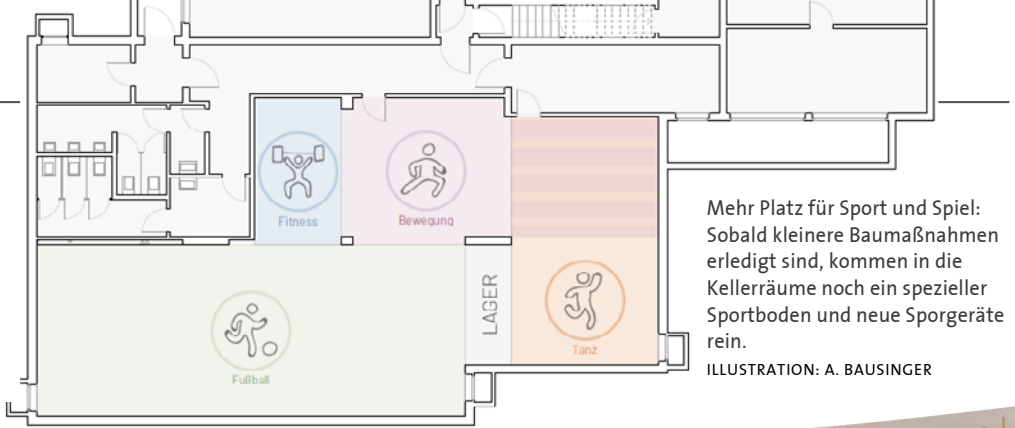 Fitness
Bewegung
LAGER
Tanz
Fußball
Mehr Platz für Sport und Spiel:
Sobald kleinere Baumaßnahmen
erledigt sind, kommen in die
Kellerräume noch ein spezieller
Sportboden und neue Sporgeräte
rein.
ILLUSTRATION: A. BAUSINGER